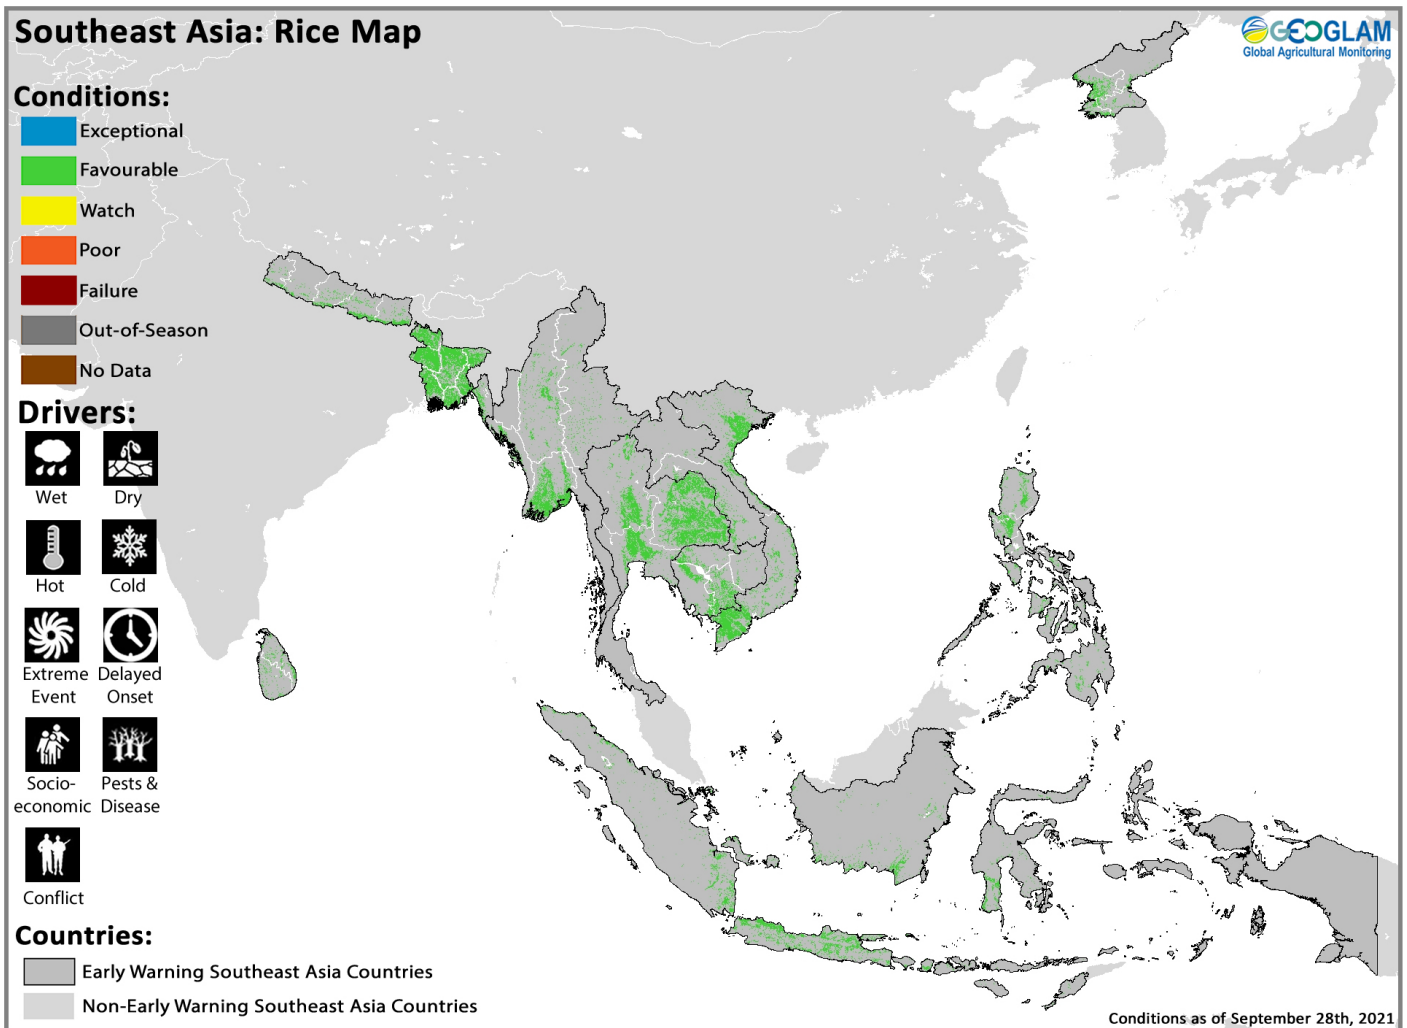 Southeast Asia: Rice Map
GEOGLAM
Global Agricultural Monitoring
Conditions:
Exceptional
Favourable
Watch
Poor
Failure
Out-of-Season
No Data
Drivers:
Wet
Dry
Hot
Cold
Extreme
Event
Delayed
Onset
Socio-
economic
Pests &
Disease
Conflict
Countries:
Early Warning Southeast Asia Countries
Non-Early Warning Southeast Asia Countries
Conditions as of September 28th, 2021